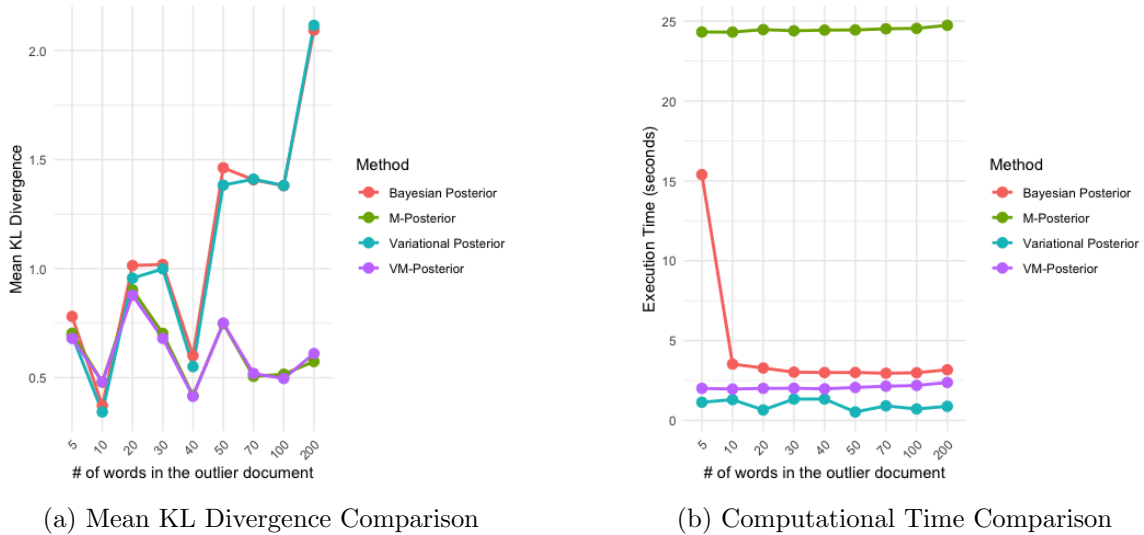 Mean KL Divergence
2.0
1.5
1.0
0.5
5
10
20
30
40
50
70
100
200
# of words in the outlier document
Method
Bayesian Posterior
M-Posterior
Variational Posterior
VM-Posterior
(a) Mean KL Divergence Comparison
Execution Time (seconds)
25
20
15
10
5
0
5
10
20
30
40
50
70
100
200
# of words in the outlier document
Method
Bayesian Posterior
M-Posterior
Variational Posterior
VM-Posterior
(b) Computational Time Comparison